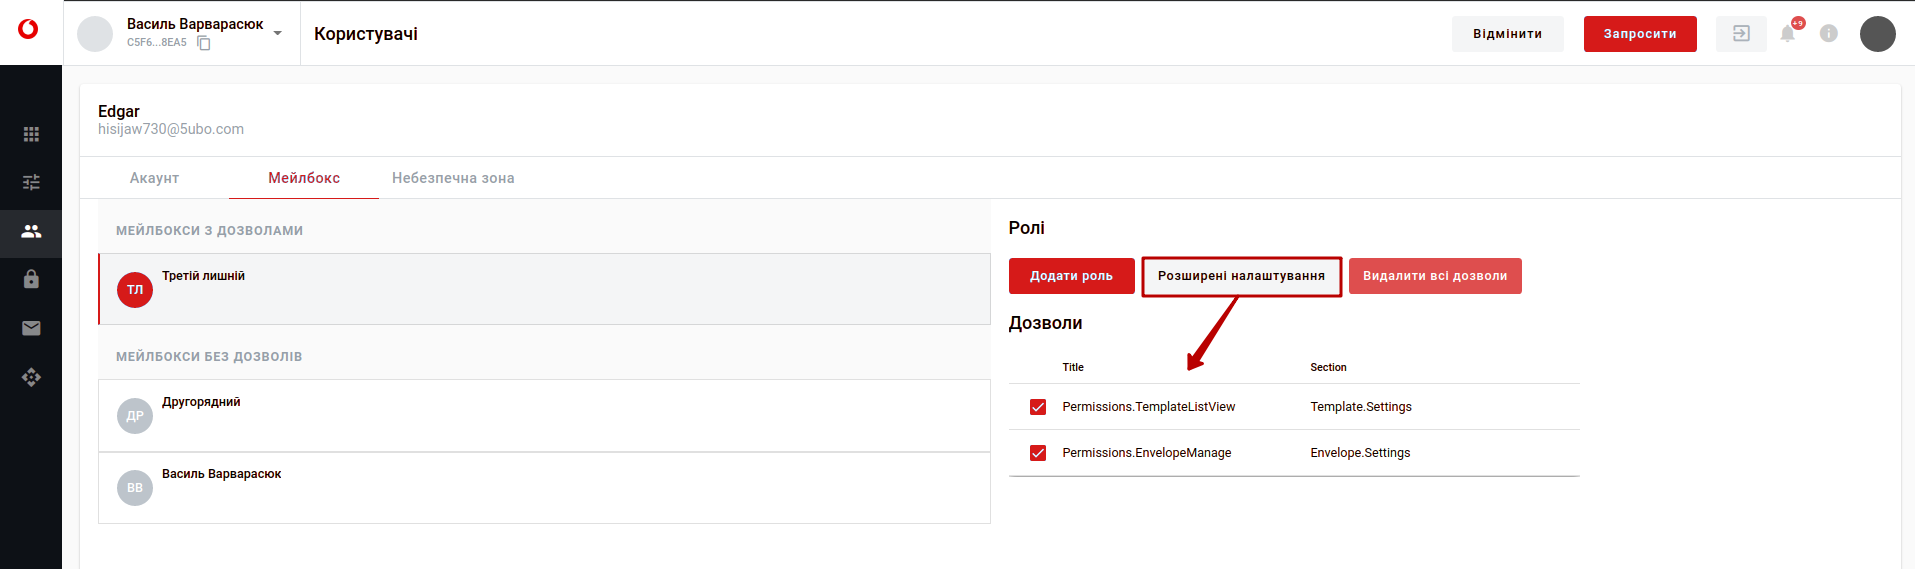 Василь Варварасюк
C5F6...8EA5
Користувачі
Відмінити
Запросити
+9
Edgar
hisijaw730@5ubo.com
Акаунт
Мейлбокс
Небезпечна зона
МЕЙЛБОКСИ З ДОЗВОЛАМИ
ТЛ
Третій лишній
МЕЙЛБОКСИ БЕЗ ДОЗВОЛІВ
ДР
Другорядний
ВВ
Василь Варварасюк
Ролі
Додати роль
Розширені налаштування
Видалити всі дозволи
Дозволи
Title Section
Permissions.TemplateListView Template.Settings
Permissions.EnvelopeManage Envelope.Settings